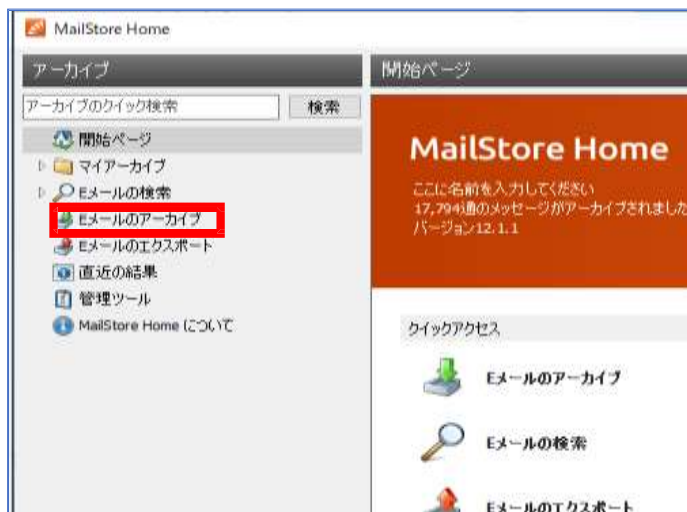 MailStore Home
アーカイブ
アーカイブのクイック検索
検索
開始ページ
マイアーカイブ
Eメールの検索
Eメールのアーカイブ
Eメールのエクスポート
直近の結果
管理ツール
MailStore Home について
開始ページ
MailStore Home
ここに名前を入力してください
17,794通のメッセージがアーカイブされました
バージョン12.1.1
クイックアクセス
Eメールのアーカイブ
Eメールの検索
Eメールのエクスポート